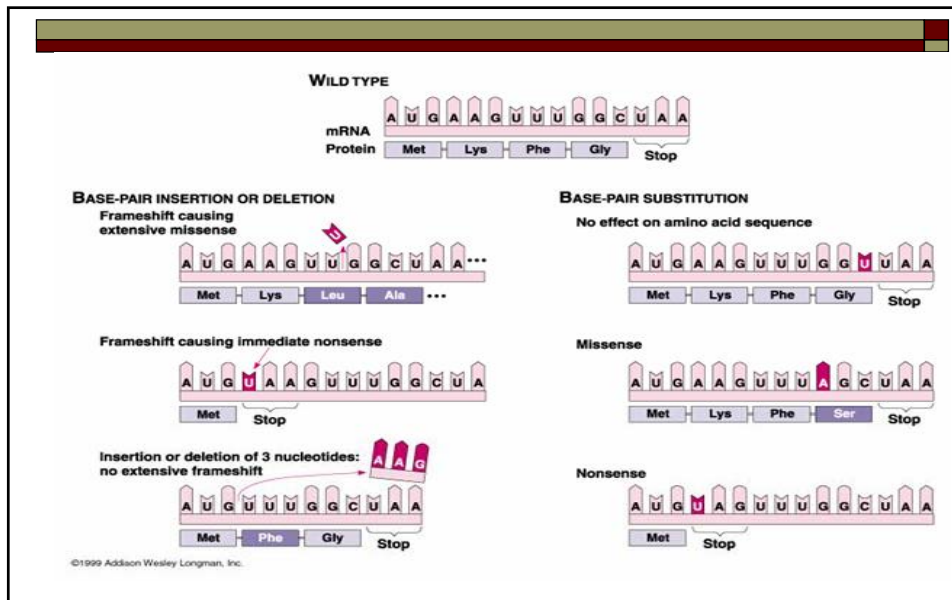 WILD TYPE
A U G A A G U U U G G C U A A
mRNA
Protein Met Lys Phe Gly Stop
BASE-PAIR INSERTION OR DELETION
Frameshift causing
extensive missense
U
A U G A A G U U G G C U A A ...
Met Lys Leu Ala ...
Frameshift causing immediate nonsense
A U G U A A G U U U G G C U A
Met Stop
Insertion or deletion of 3 nucleotides:
no extensive frameshift
A A G
A U G U U U G G C U A A
Met Phe Gly Stop
BASE-PAIR SUBSTITUTION
No effect on amino acid sequence
A U G A A G U U U G G U U A A
Met Lys Phe Gly Stop
Missense
A U G A A G U U U A G C U A A
Met Lys Phe Ser Stop
Nonsense
A U G U A G U U U G G C U A A
Met Stop
©1999 Addison Wesley Longman, Inc.